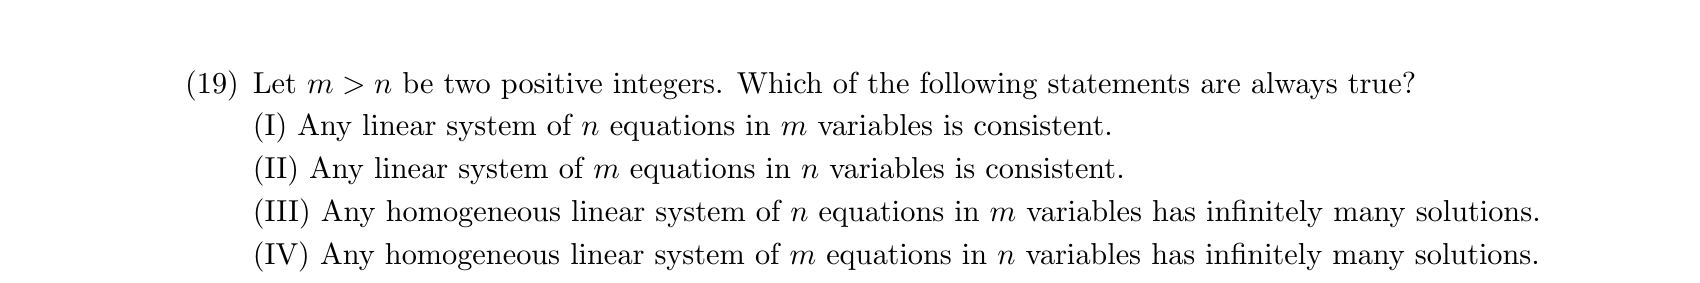 (19) Let m > n be two positive integers. Which of the following statements are always true?
(I) Any linear system of n equations in m variables is consistent.
(II) Any linear system of m equations in n variables is consistent.
(III) Any homogeneous linear system of n equations in m variables has infinitely many solutions.
(IV) Any homogeneous linear system of m equations in n variables has infinitely many solutions.